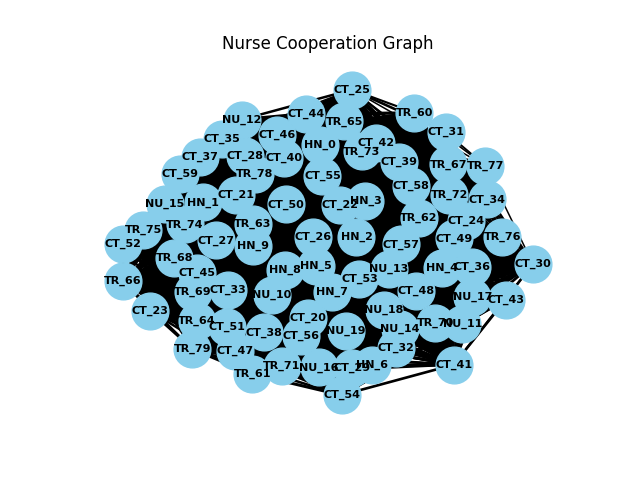 Nurse Cooperation Graph
CT_25
TR_60
CT_44
NU_12
TR_65
CT_31
CT_46
CT_35
CT_42
HN_0
TR_73
CT_37
CT_28
CT_40
CT_39
TR_67
TR_77
CT_59
TR_78
CT_55
CT_58
CT_21
TR_72
CT_34
HN_1
NU_15
CT_50
CT_22
HN_3
TR_62
CT_24
TR_74
TR_63
TR_75
CT_52
CT_27
HN_9
CT_26
HN_2
CT_57
CT_49
TR_76
TR_68
CT_45
HN_8
HN_5
NU_13
HN_4
CT_36
CT_30
TR_66
CT_53
TR_69
CT_33
NU_10
HN_7
CT_48
NU_17
CT_43
CT_23
NU_18
TR_64
CT_51
CT_38
CT_20
CT_56
NU_19
NU_14
TR_70
NU_11
TR_79
CT_47
CT_32
TR_61
TR_71
NU_16
CT_29
HN_6
CT_41
CT_54